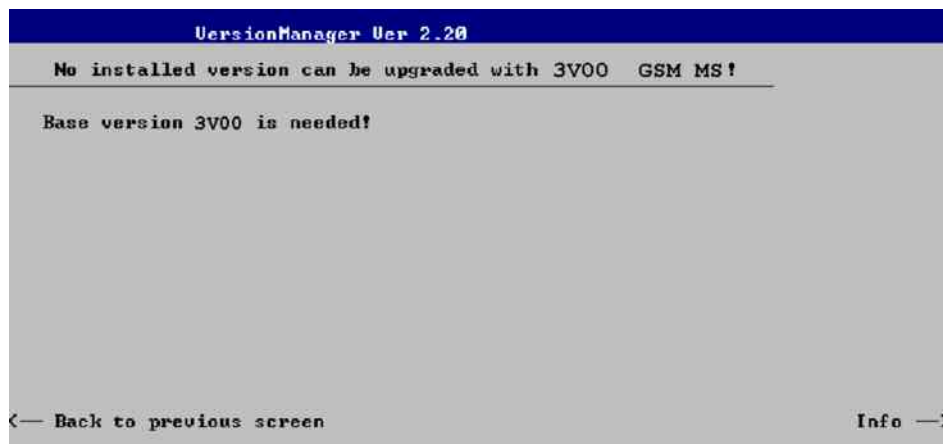 VersionManager Ver 2.20
No installed version can be upgraded with 3V00 GSM MS!
Base version 3V00 is needed!
<— Back to previous screen
Info —>